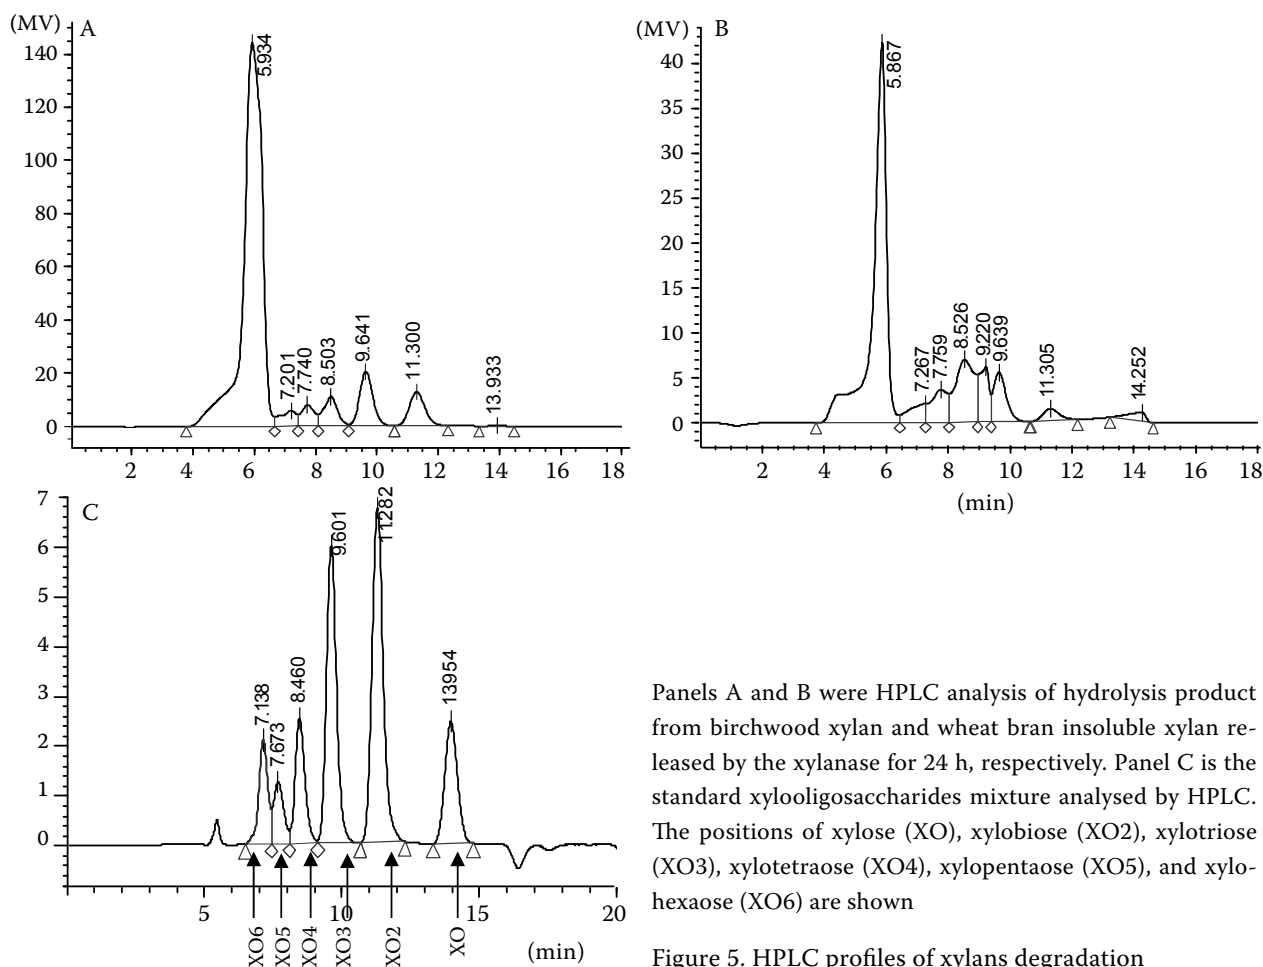 (MV)
A
140
120
100
80
60
40
20
0
5.934
7.201
7.740
8.503
9.641
11.300
13.933
2 4 6 8 10 12 14 16 18
(MV)
B
40
35
30
25
20
15
10
5
0
5.867
7.267
7.759
8.526
9.220
9.639
11.305
14.252
2 4 6 8 10 12 14 16 18
(min)
C
7
6
5
4
3
2
1
0
7.138
7.673
8.460
9.601
11282
13954
5 10 15 20
XO6 XO5 XO4 XO3 XO2 XO
(min)
Panels A and B were HPLC analysis of hydrolysis product
from birchwood xylan and wheat bran insoluble xylan re-
leased by the xylanase for 24 h, respectively. Panel C is the
standard xylooligosaccharides mixture analysed by HPLC.
The positions of xylose (XO), xylobiose (XO2), xylotriose
(XO3), xylotetraose (XO4), xylopentaose (XO5), and xylo-
hexaose (XO6) are shown
Figure 5. HPLC profiles of xylans degradation